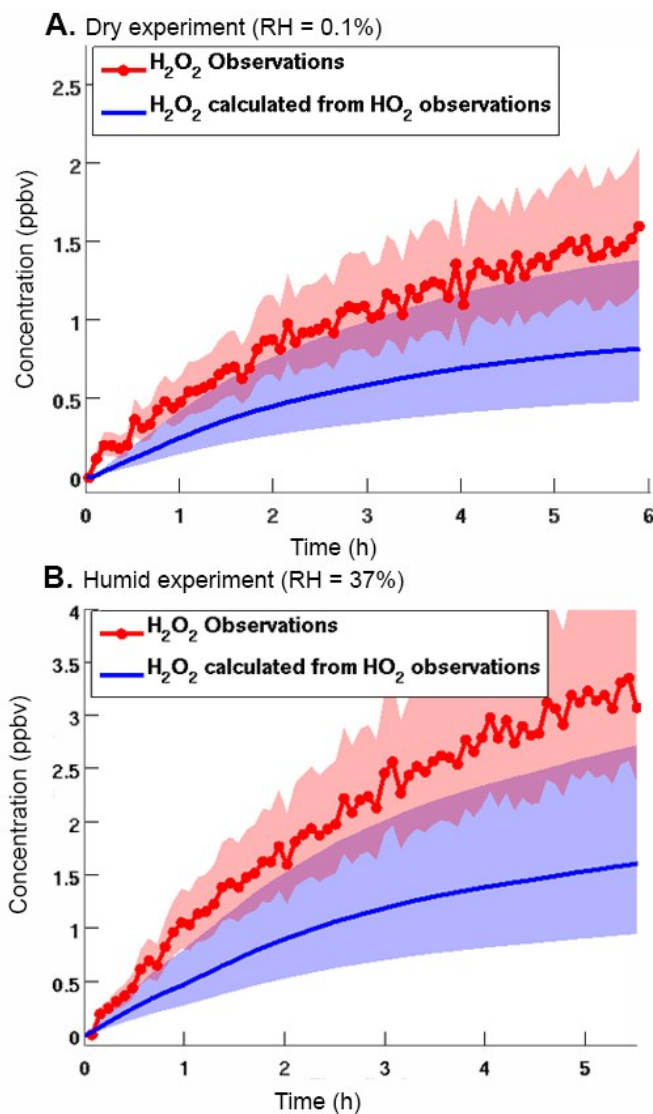 A. Dry experiment (RH = 0.1%)
H₂O₂ Observations
H₂O₂ calculated from HO₂ observations
Concentration (ppbv)
2.5
2
1.5
1
0.5
0
0 1 2 3 4 5 6
Time (h)
B. Humid experiment (RH = 37%)
H₂O₂ Observations
H₂O₂ calculated from HO₂ observations
Concentration (ppbv)
4
3.5
3
2.5
2
1.5
1
0.5
0
0 1 2 3 4 5
Time (h)